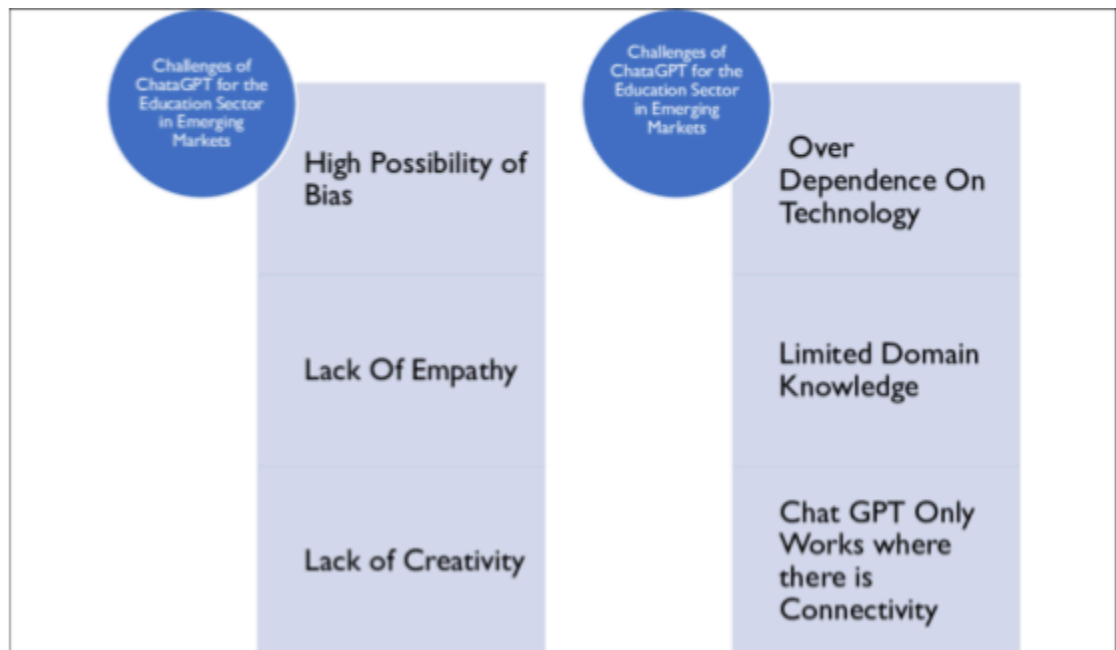 Challenges of
ChataGPT for the
Education Sector
in Emerging
Markets
High Possibility of
Bias
Lack Of Empathy
Lack of Creativity
Challenges of
ChataGPT for the
Education Sector
in Emerging
Markets
Over
Dependence On
Technology
Limited Domain
Knowledge
Chat GPT Only
Works where
there is
Connectivity